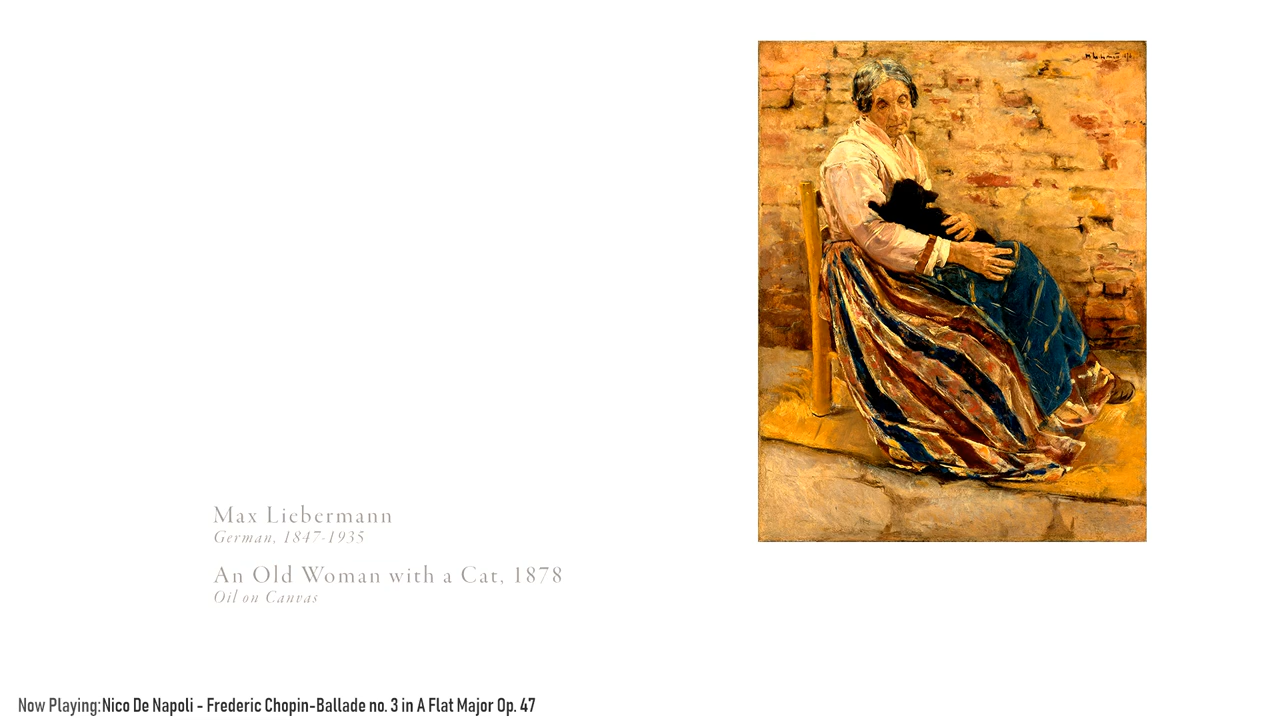 Max Liebermann
German, 1847-1935
An Old Woman with a Cat, 1878
Oil on Canvas
Now Playing:Nico De Napoli - Frederic Chopin-Ballade no. 3 in A Flat Major Op. 47